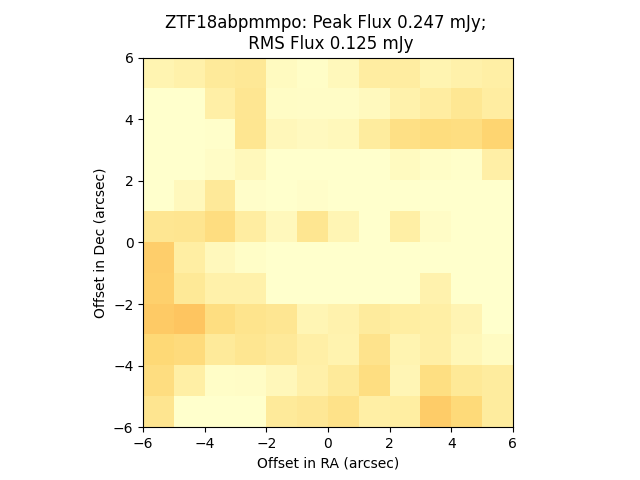 ZTF18abpmmpo: Peak Flux 0.247 mJy;
RMS Flux 0.125 mJy
6
4
2
0
−2
−4
−6
Offset in Dec (arcsec)
−6 −4 −2 0 2 4 6
Offset in RA (arcsec)